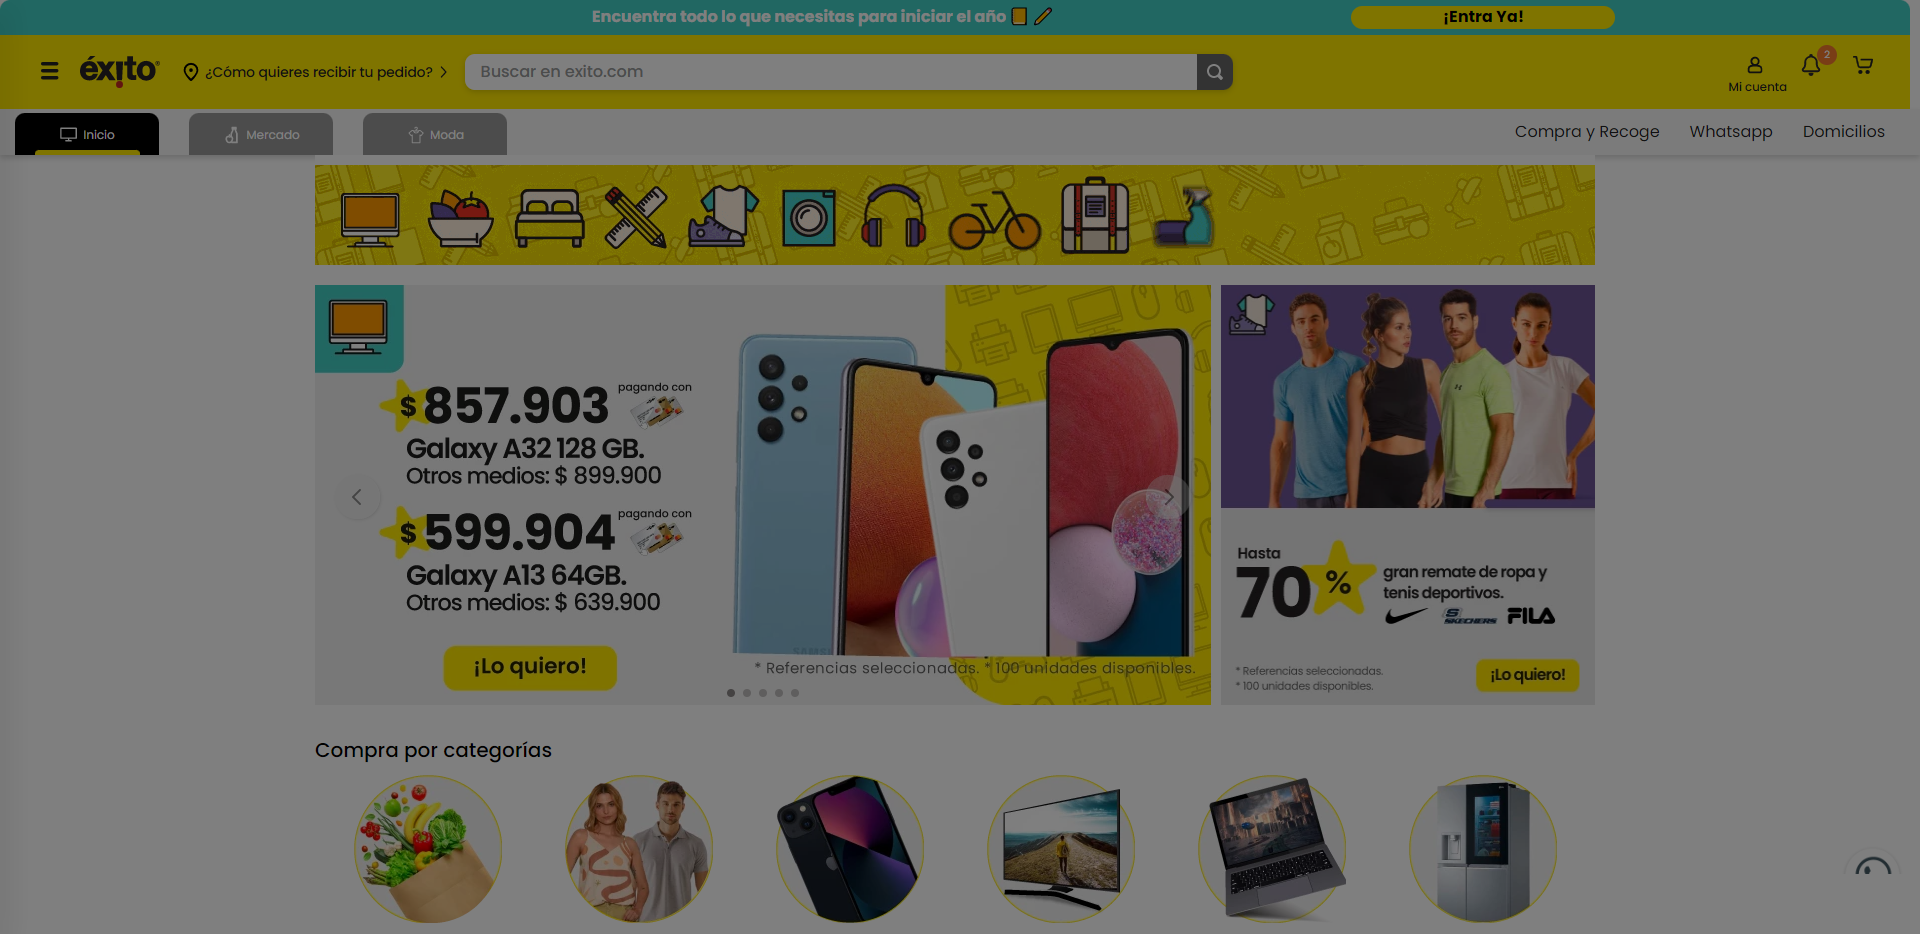 Encuentra todo lo que necesitas para iniciar el año
¡Entra Ya!
éxito
¿Cómo quieres recibir tu pedido?
Buscar en exito.com
Mi cuenta
2
Inicio
Mercado
Moda
Compra y Recoge
Whatsapp
Domicilios
$857.903
pagando con
Galaxy A32 128 GB.
Otros medios: $ 899.900
$599.904
pagando con
Galaxy A13 64GB.
Otros medios: $ 639.900
¡Lo quiero!
* Referencias seleccionadas. * 100 unidades disponibles.
Hasta
70%
gran remate de ropa y
tenis deportivos.
SKECHERS FILA
* Referencias seleccionadas.
* 100 unidades disponibles.
¡Lo quiero!
Compra por categorías